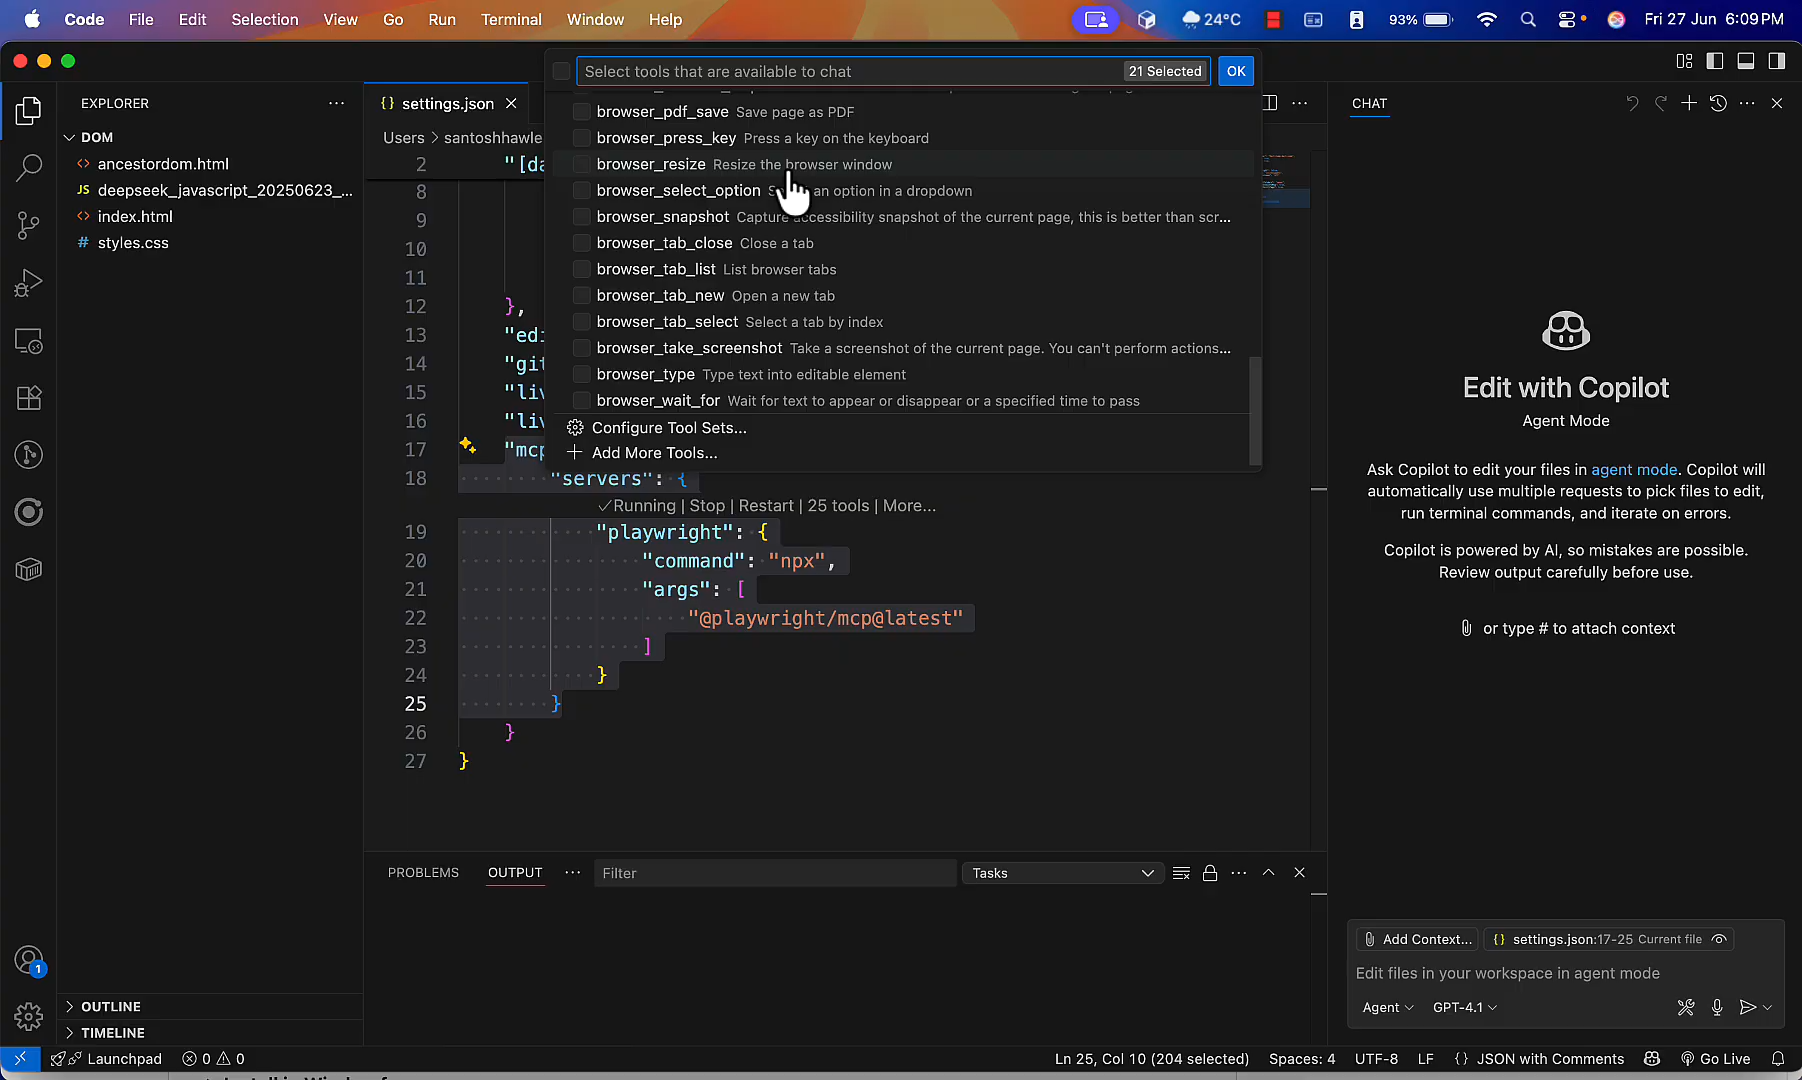 Code File Edit Selection View Go Run Terminal Window Help 24°C 93% Fri 27 Jun 6:09 PM
Select tools that are available to chat 21 Selected OK
EXPLORER
DOM
ancestordom.html
JS deepseek_javascript_20250623_...
index.html
# styles.css
OUTLINE
TIMELINE
{} settings.json
Users > santoshhawle
browser_pdf_save Save page as PDF
browser_press_key Press a key on the keyboard
browser_resize Resize the browser window
browser_select_option an option in a dropdown
browser_snapshot Capture accessibility snapshot of the current page, this is better than scr...
browser_tab_close Close a tab
browser_tab_list List browser tabs
browser_tab_new Open a new tab
browser_tab_select Select a tab by index
browser_take_screenshot Take a screenshot of the current page. You can't perform actions...
browser_type Type text into editable element
browser_wait_for Wait for text to appear or disappear or a specified time to pass
Configure Tool Sets...
Add More Tools...
2 "[da
8
9
10
11
12 },
13 "edi
14 "git
15 "liv
16 "liv
17 "mcp
18 "servers": {
✓Running | Stop | Restart | 25 tools | More...
19 "playwright": {
20 "command": "npx",
21 "args": [
22 "@playwright/mcp@latest"
23 ]
24 }
25 }
26 }
27 }
PROBLEMS OUTPUT ... Filter Tasks
CHAT
Edit with Copilot
Agent Mode
Ask Copilot to edit your files in agent mode. Copilot will
automatically use multiple requests to pick files to edit,
run terminal commands, and iterate on errors.
Copilot is powered by AI, so mistakes are possible.
Review output carefully before use.
or type # to attach context
Add Context... {} settings.json:17-25 Current file
Edit files in your workspace in agent mode
Agent GPT-4.1
1
Launchpad 0 0 Ln 25, Col 10 (204 selected) Spaces: 4 UTF-8 LF {} JSON with Comments Go Live